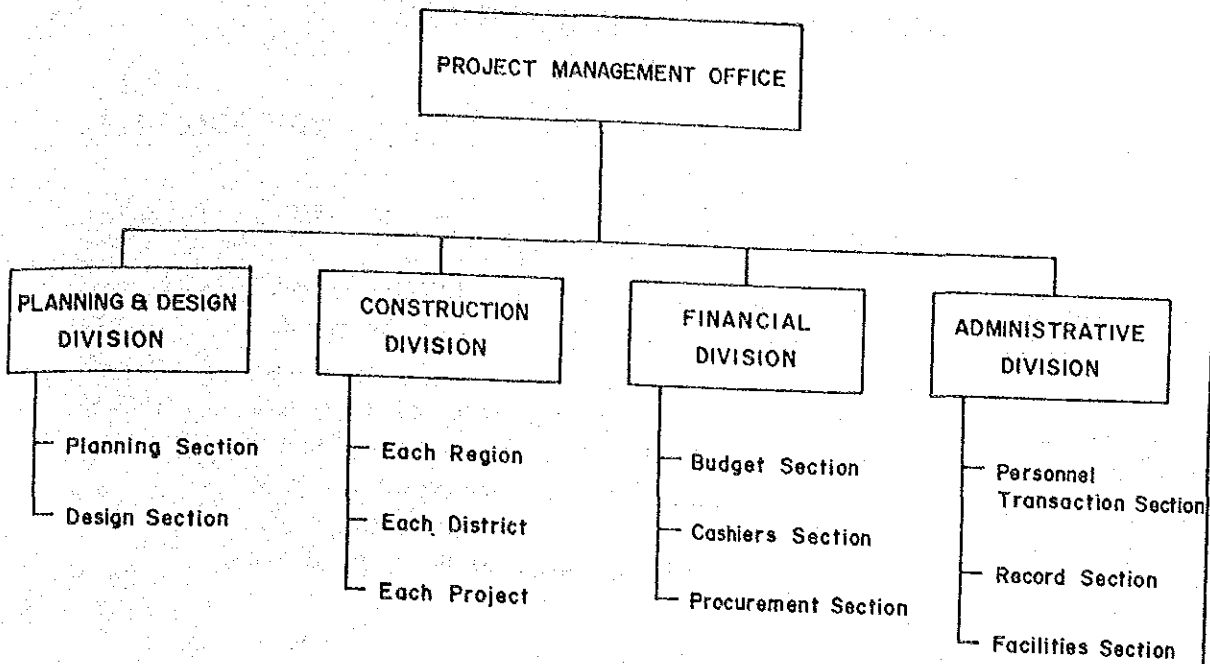 PROJECT MANAGEMENT OFFICE
PLANNING & DESIGN
DIVISION
Planning Section
Design Section
CONSTRUCTION
DIVISION
Each Region
Each District
Each Project
FINANCIAL
DIVISION
Budget Section
Cashiers Section
Procurement Section
ADMINISTRATIVE
DIVISION
Personnel
Transaction Section
Record Section
Facilities Section